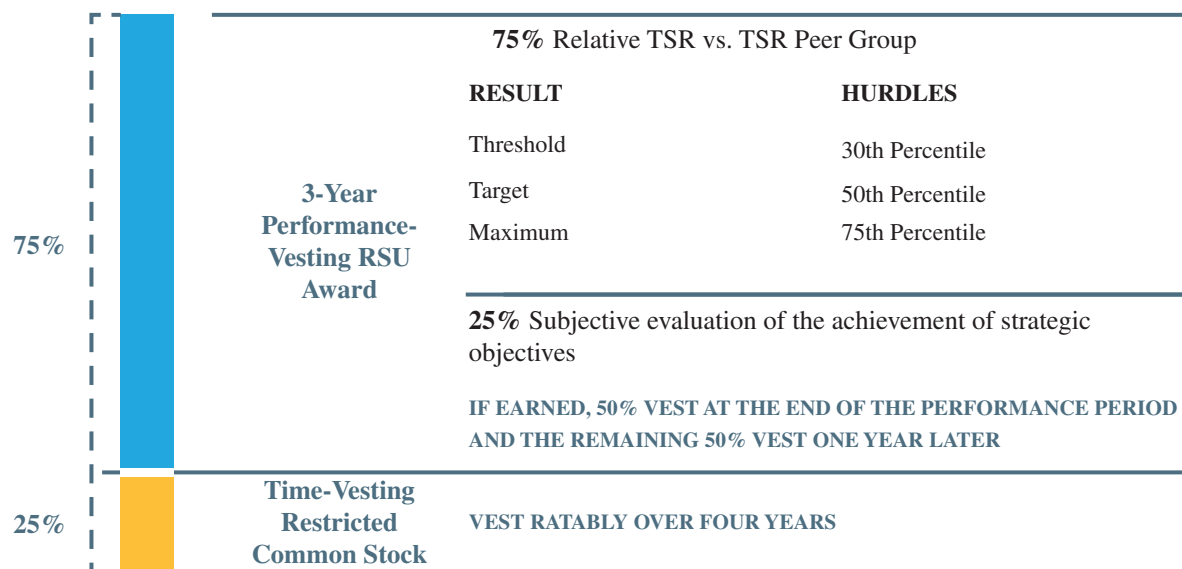 75% Relative TSR vs. TSR Peer Group
RESULT HURDLES
Threshold 30th Percentile
Target 50th Percentile
Maximum 75th Percentile
75%
3-Year
Performance-
Vesting RSU
Award
25% Subjective evaluation of the achievement of strategic
objectives
IF EARNED, 50% VEST AT THE END OF THE PERFORMANCE PERIOD
AND THE REMAINING 50% VEST ONE YEAR LATER
25%
Time-Vesting
Restricted
Common Stock
VEST RATABLY OVER FOUR YEARS